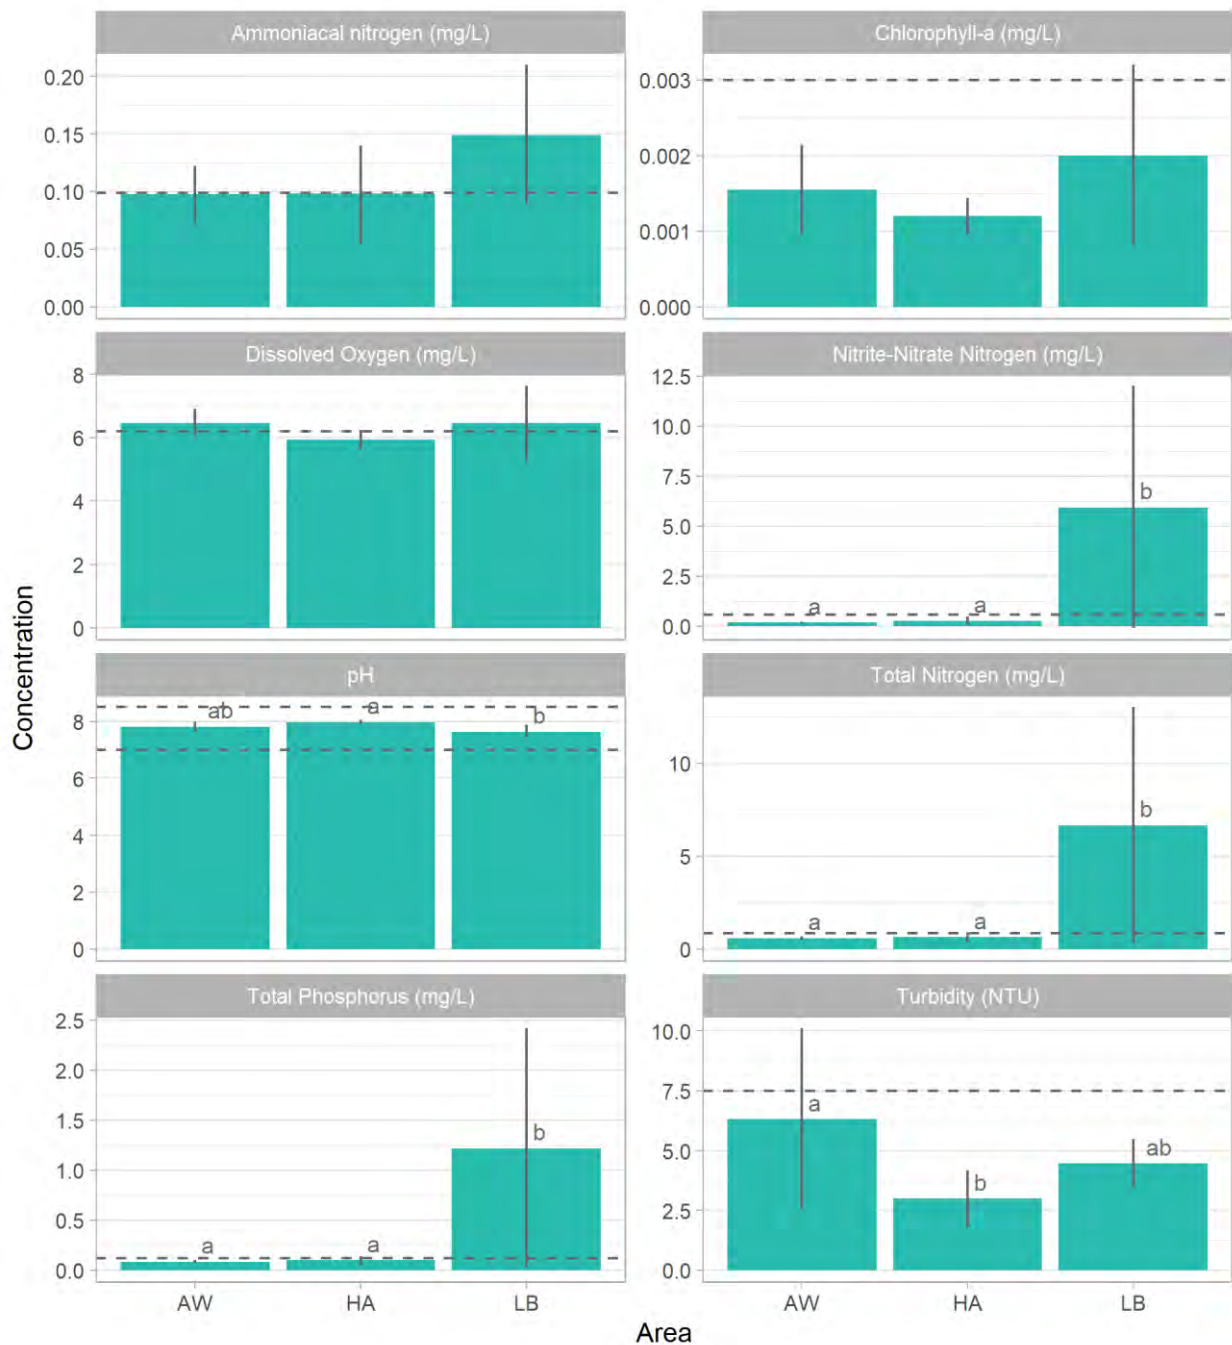 Ammoniacal nitrogen (mg/L)
0.20
0.15
0.10
0.05
0.00
Chlorophyll-a (mg/L)
0.003
0.002
0.001
0.000
Dissolved Oxygen (mg/L)
8
6
4
2
0
Nitrite-Nitrate Nitrogen (mg/L)
12.5
10.0
7.5
5.0
2.5
0.0
a
a
b
pH
8
6
4
2
0
ab
a
b
Total Nitrogen (mg/L)
10
5
0
a
a
b
Total Phosphorus (mg/L)
2.5
2.0
1.5
1.0
0.5
0.0
a
a
b
AW
HA
LB
Turbidity (NTU)
10.0
7.5
5.0
2.5
0.0
a
b
ab
AW
HA
LB
Concentration
Area